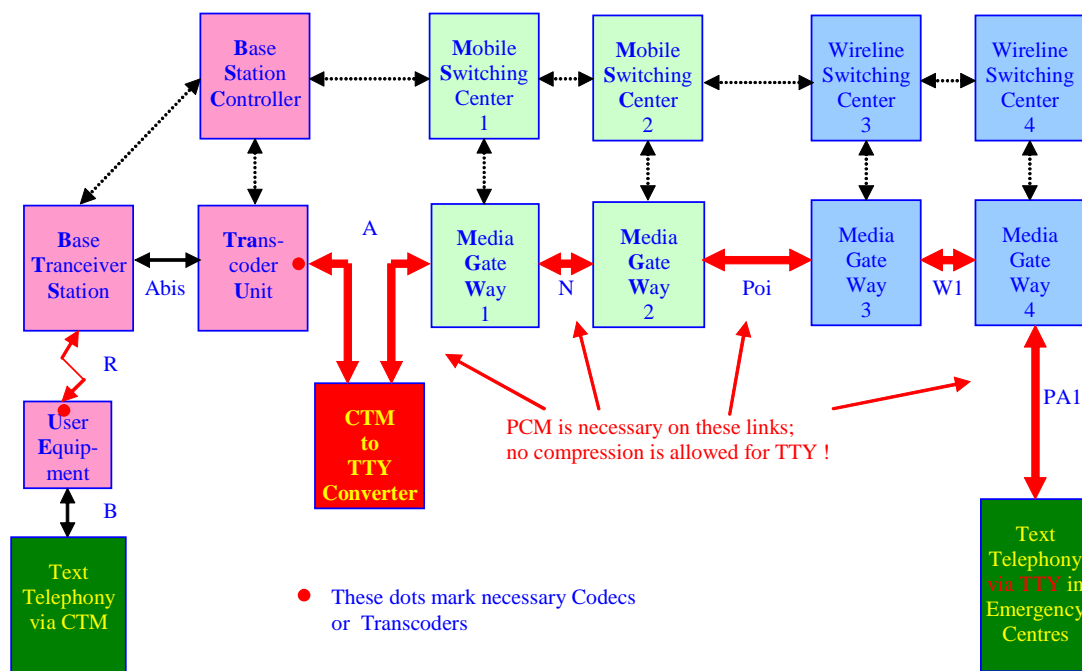 Base
Station
Controller
Mobile
Switching
Center
1
Mobile
Switching
Center
2
Wireline
Switching
Center
3
Wireline
Switching
Center
4
Base
Tranceiver
Station
Abis
Trans-
coder
Unit
A
Media
Gate
Way
1
N
Media
Gate
Way
2
Poi
Media
Gate
Way
3
W1
Media
Gate
Way
4
R
User
Equip-
ment
B
CTM
to
TTY
Converter
PCM is necessary on these links;
no compression is allowed for TTY !
PA1
Text
Telephony
via CTM
These dots mark necessary Codecs
or Transcoders
Text
Telephony
via TTY in
Emergency
Centres